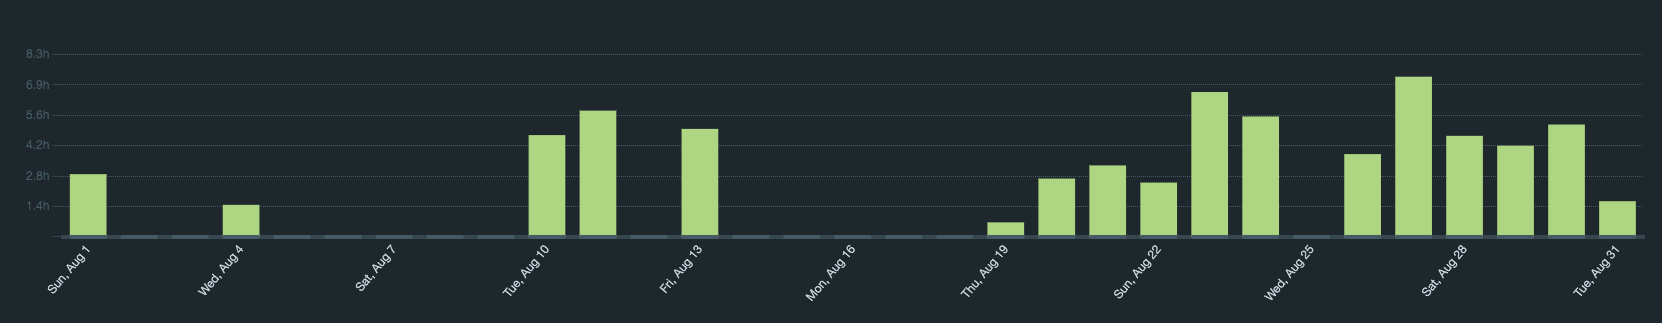 8.3h
6.9h
5.6h
4.2h
2.8h
1.4h
Sun, Aug 1
Wed, Aug 4
Sat, Aug 7
Tue, Aug 10
Fri, Aug 13
Mon, Aug 16
Thu, Aug 19
Sun, Aug 22
Wed, Aug 25
Sat, Aug 28
Tue, Aug 31